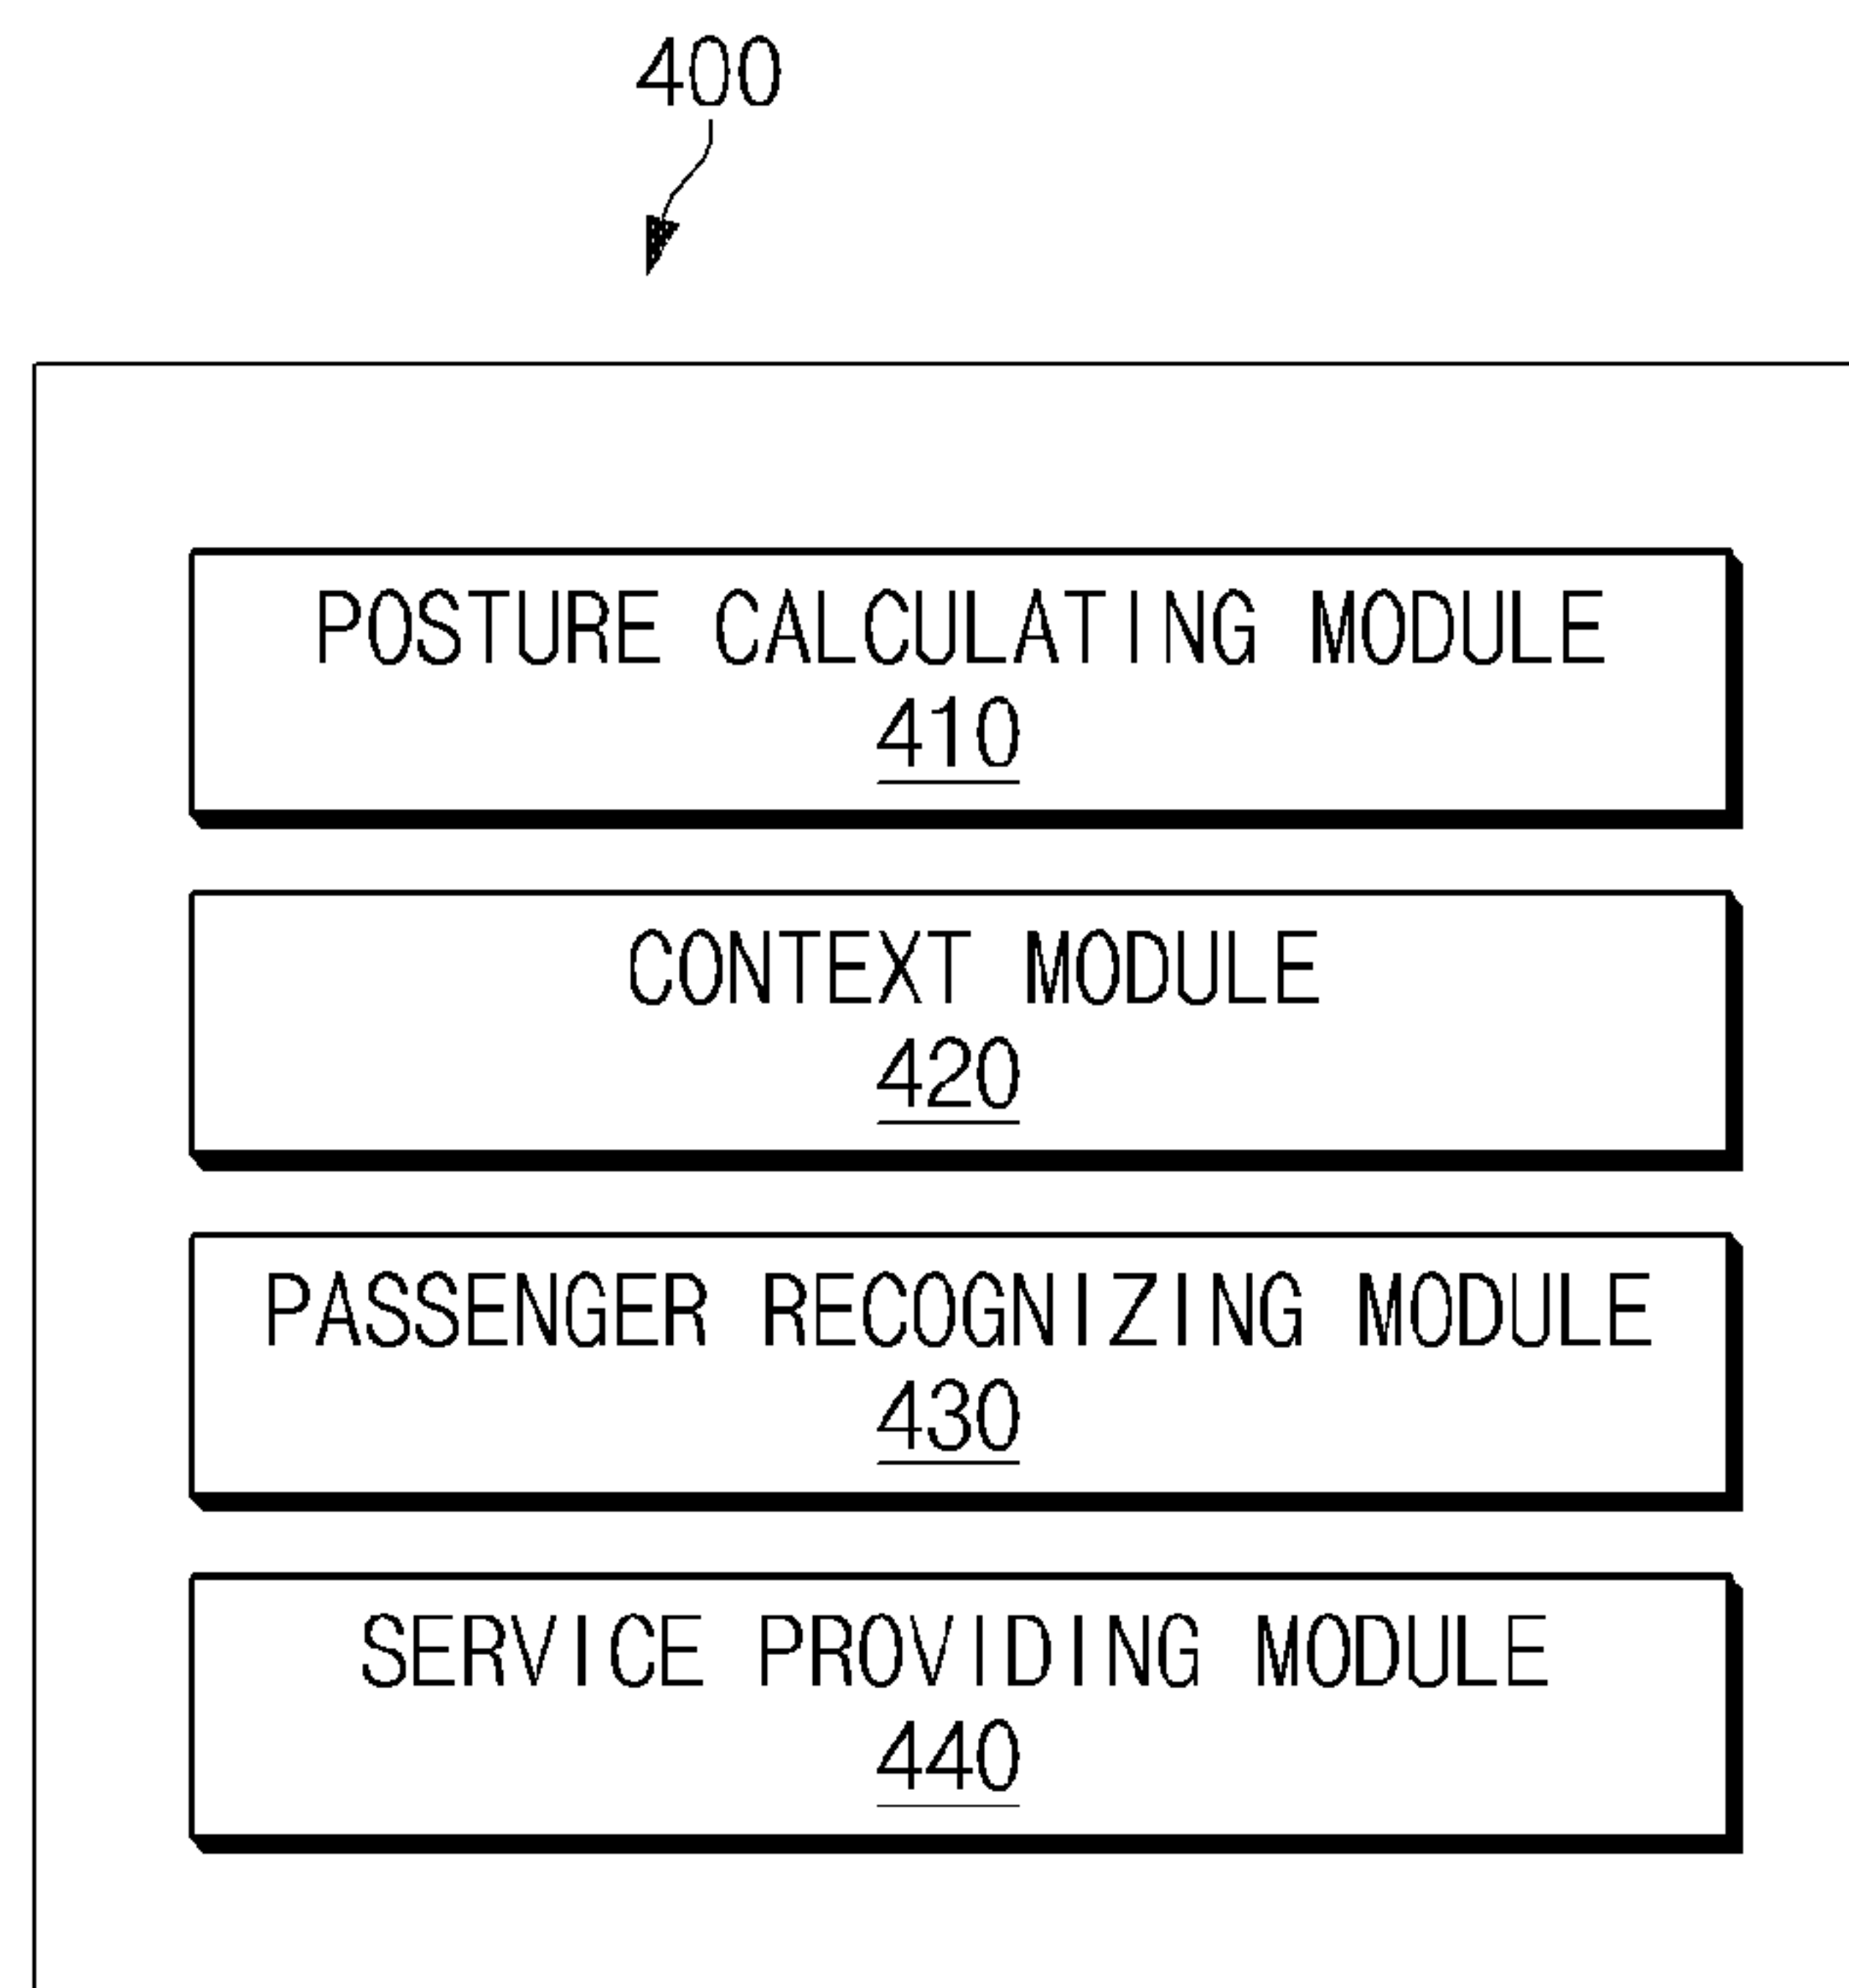 400
POSTURE CALCULATING MODULE
410
CONTEXT MODULE
420
PASSENGER RECOGNIZING MODULE
430
SERVICE PROVIDING MODULE
440